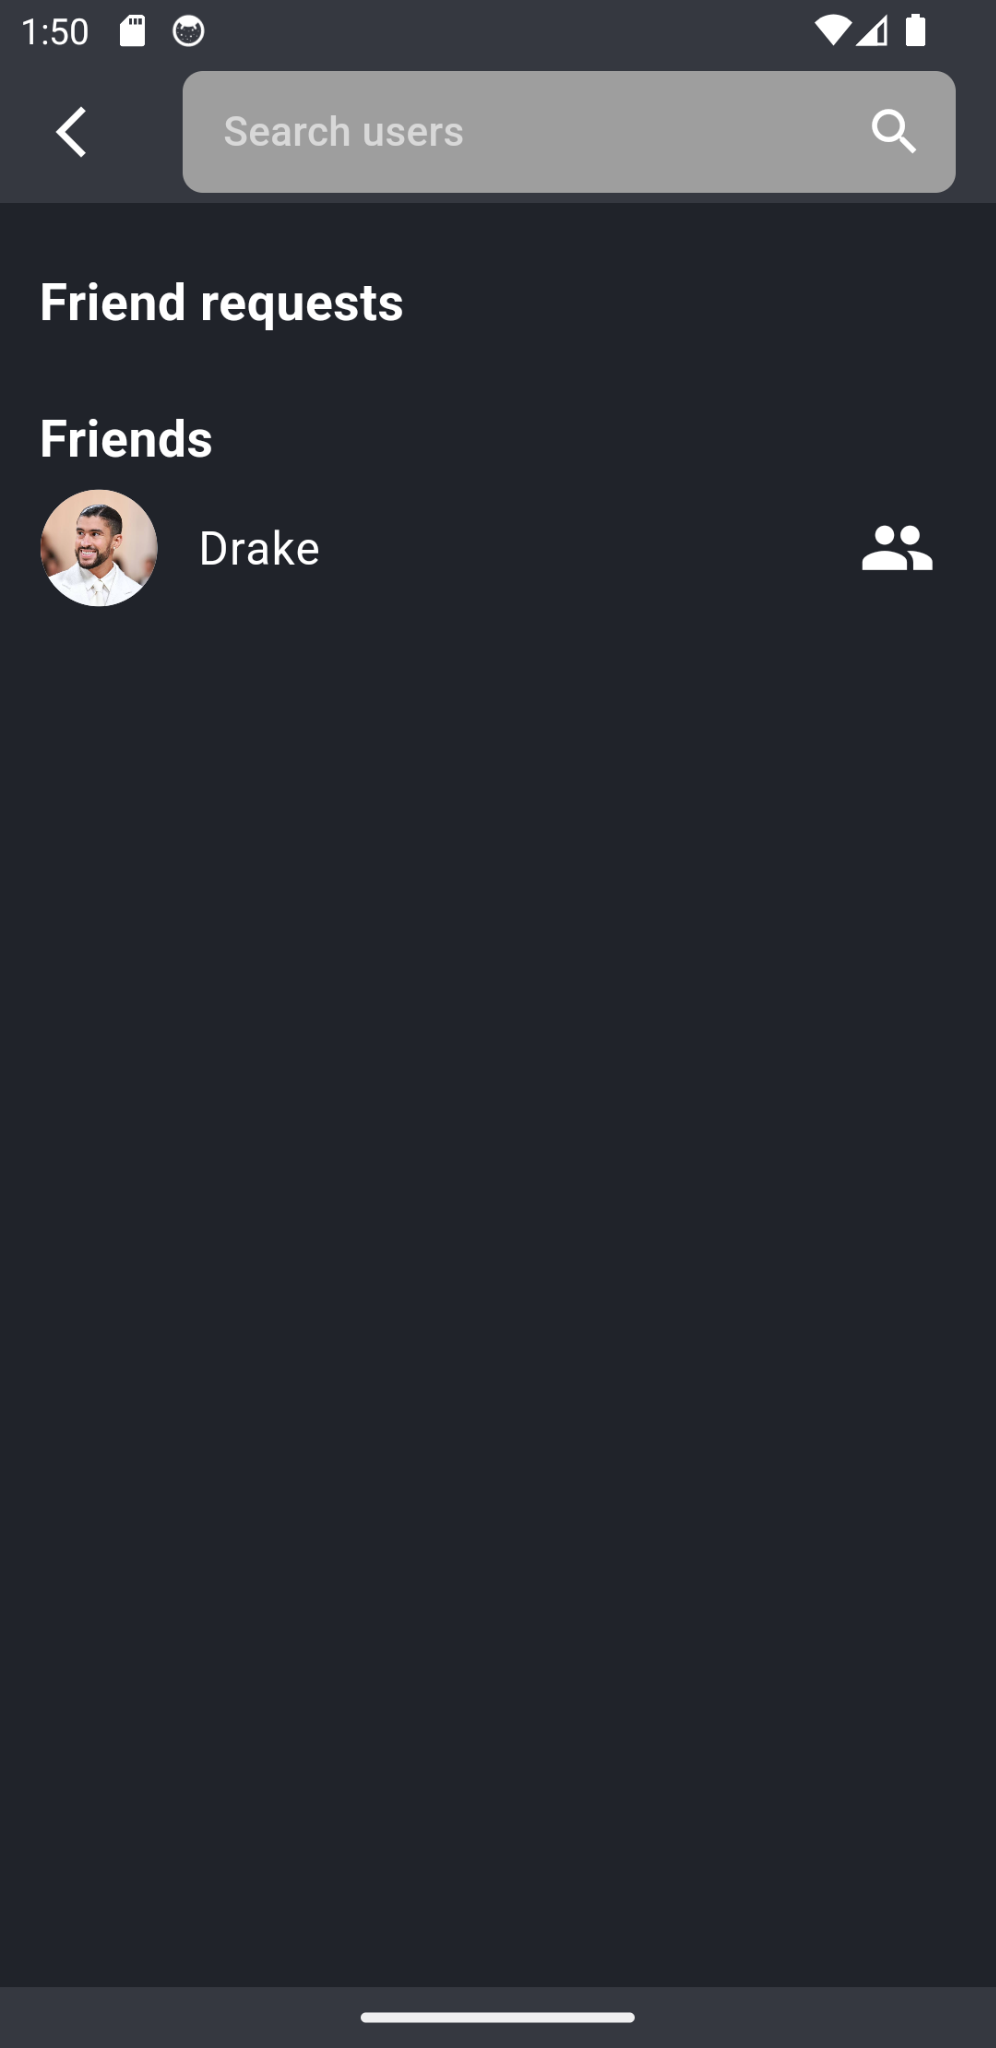 1:50
Search users
Friend requests
Friends
Drake